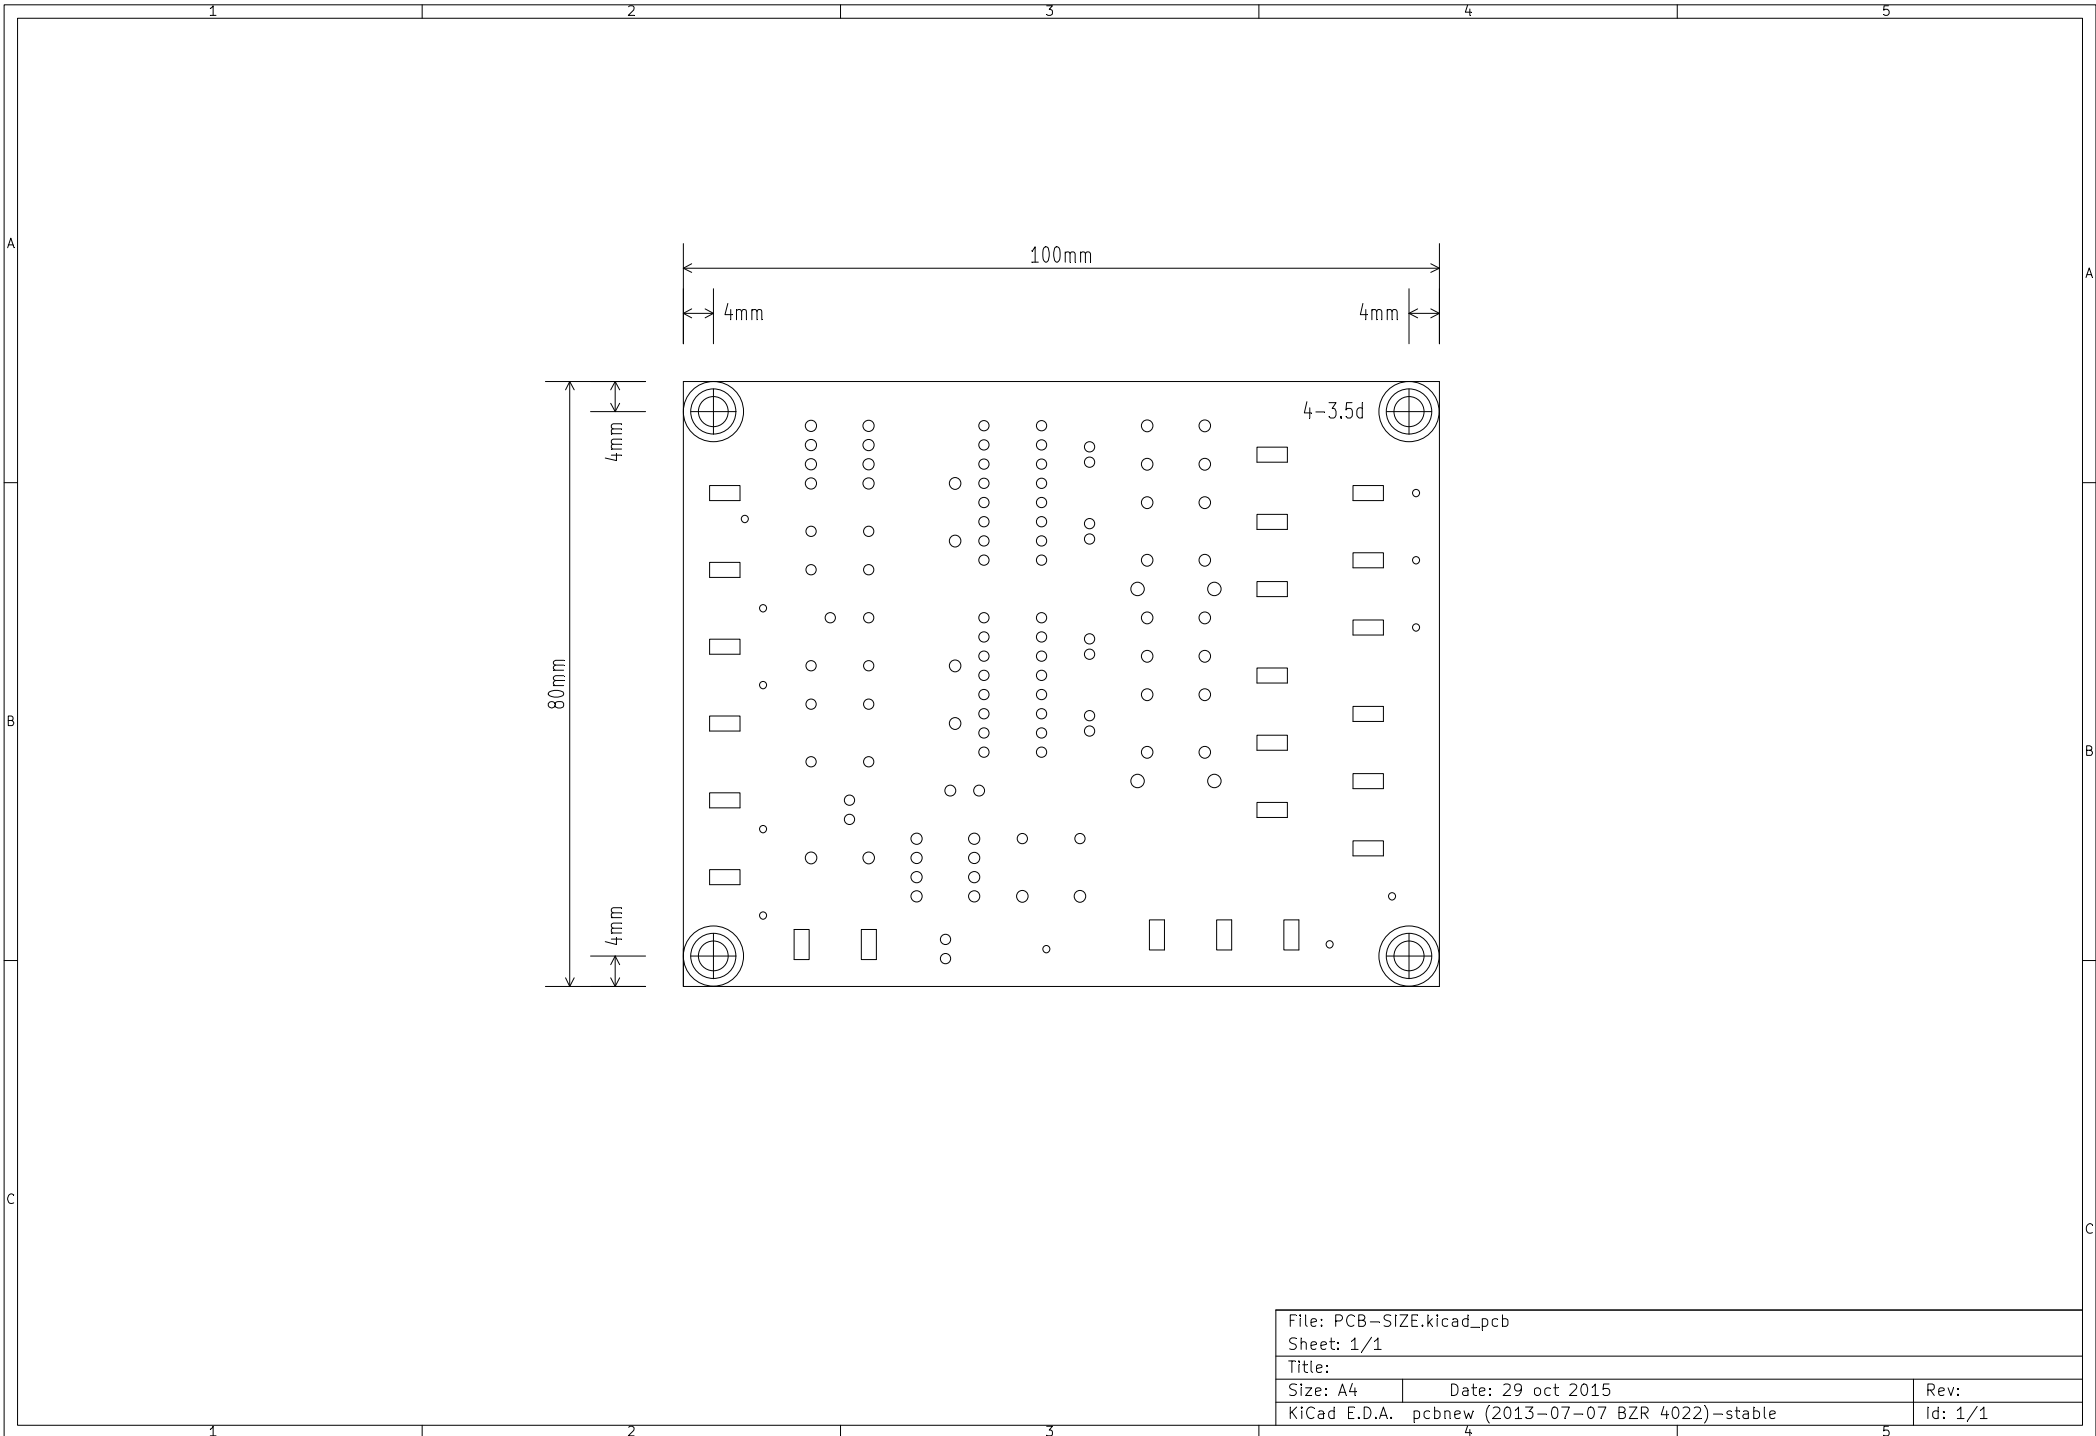 1 2 3 4 5
A
A
100mm
4mm 4mm
4-3.5d
4mm
80mm
B
B
4mm
C
C
File: PCB-SIZE.kicad_pcb
Sheet: 1/1
Title:
Size: A4 Date: 29 oct 2015 Rev:
KiCad E.D.A. pcbnew (2013-07-07 BZR 4022)-stable Id: 1/1
1 2 3 4 5